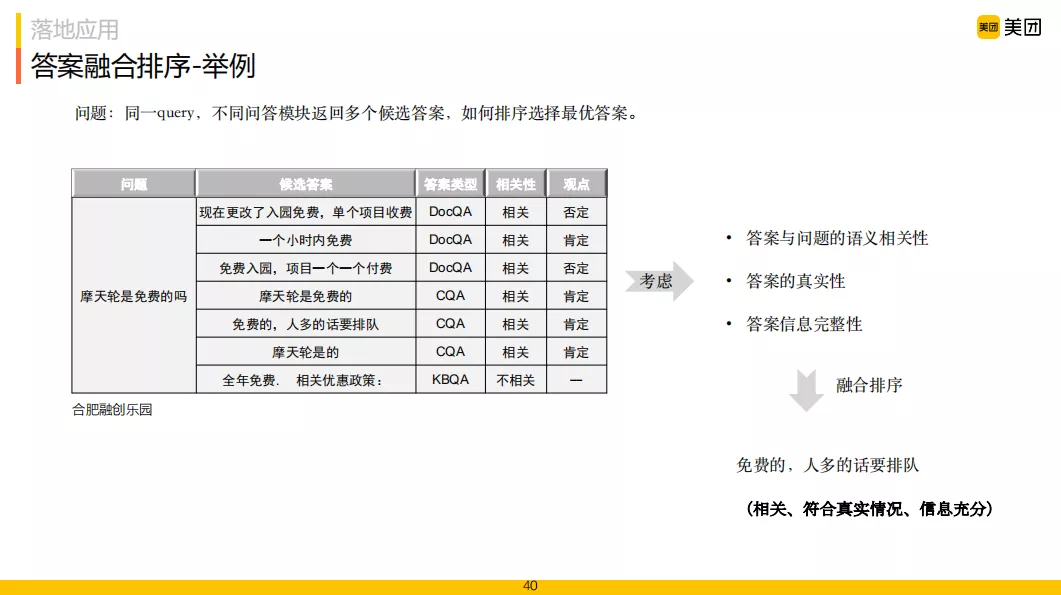 落地应用
美团 美团
答案融合排序-举例
问题：同一query，不同问答模块返回多个候选答案，如何排序选择最优答案。
问题 候选答案 答案类型 相关性 观点
摩天轮是免费的吗
现在更改了入园免费，单个项目收费 DocQA 相关 否定
一个小时内免费 DocQA 相关 肯定
免费入园，项目一个一个付费 DocQA 相关 否定
摩天轮是免费的 CQA 相关 肯定
免费的，人多的话要排队 CQA 相关 肯定
摩天轮是的 CQA 相关 肯定
全年免费. 相关优惠政策： KBQA 不相关 —
合肥融创乐园
考虑
• 答案与问题的语义相关性
• 答案的真实性
• 答案信息完整性
融合排序
免费的，人多的话要排队
(相关、符合真实情况、信息充分)
40